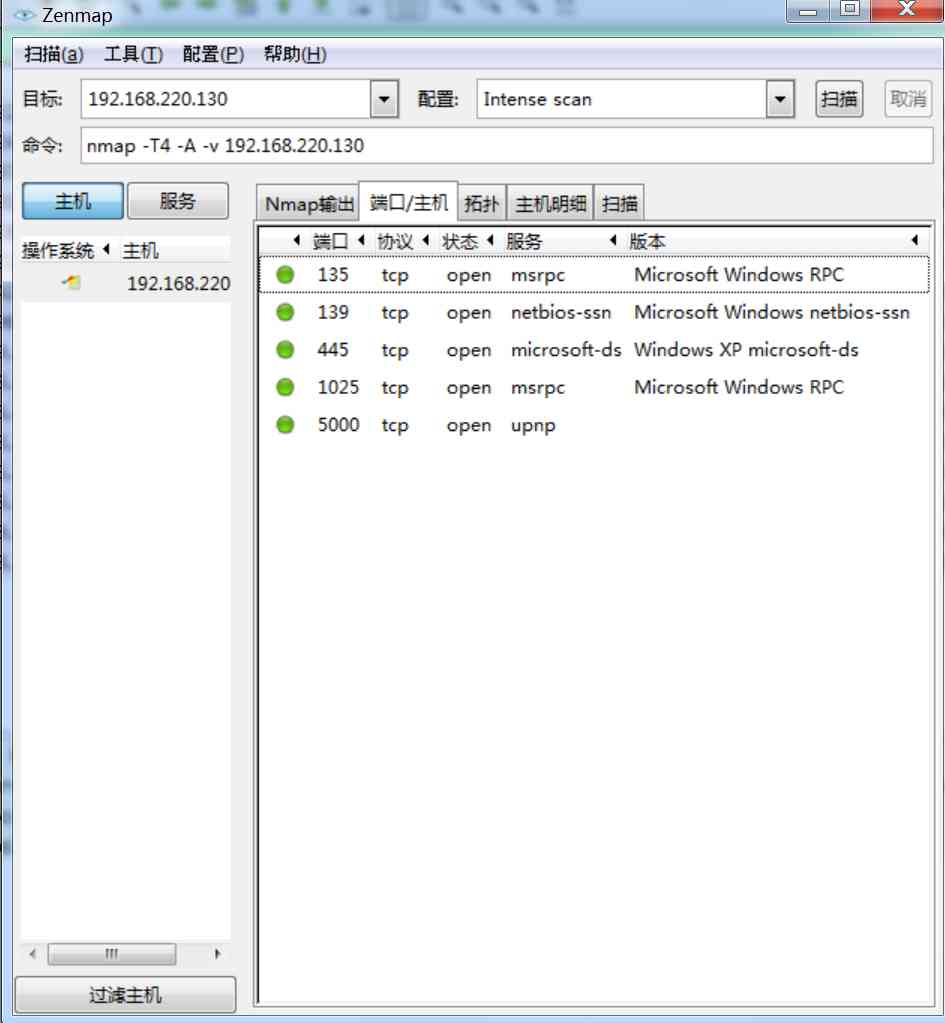 Zenmap
扫描(a) 工具(T) 配置(P) 帮助(H)
目标: 192.168.220.130 配置: Intense scan 扫描 取消
命令: nmap -T4 -A -v 192.168.220.130
主机 服务 Nmap输出 端口/主机 拓扑 主机明细 扫描
操作系统 主机 端口 协议 状态 服务 版本
192.168.220 135 tcp open msrpc Microsoft Windows RPC
139 tcp open netbios-ssn Microsoft Windows netbios-ssn
445 tcp open microsoft-ds Windows XP microsoft-ds
1025 tcp open msrpc Microsoft Windows RPC
5000 tcp open upnp
过滤主机